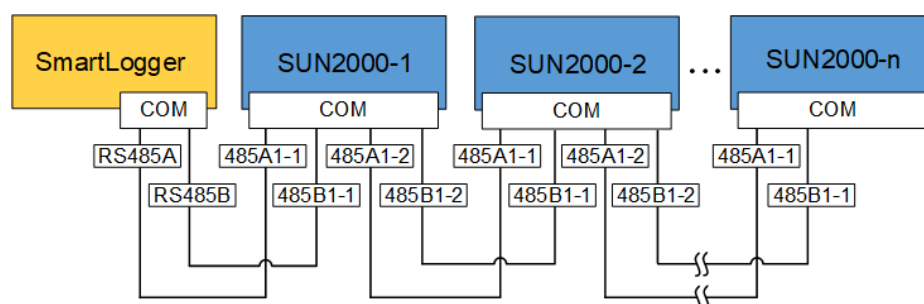 SmartLogger
SUN2000-1
SUN2000-2
...
SUN2000-n
COM
COM
COM
COM
RS485A
485A1-1
485A1-2
485A1-1
485A1-2
485A1-1
RS485B
485B1-1
485B1-2
485B1-1
485B1-2
485B1-1